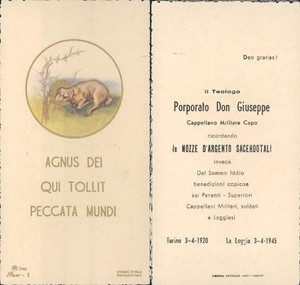 AGNUS DEI
QUI TOLLIT
PECCATA MUNDI
Deo gratias!
Il Teologo
Porporato Don Giuseppe
Cappellano Militare Capo
ricordando
le NOZZE D'ARGENTO SACERDOTALI
invoca
Dal Sommo Iddio
benedizioni copiose
sui Parenti - Superiori
Cappellani Militari, soldati
e Loggiesi
Torino 3-4-1920 La Loggia 3-4-1945